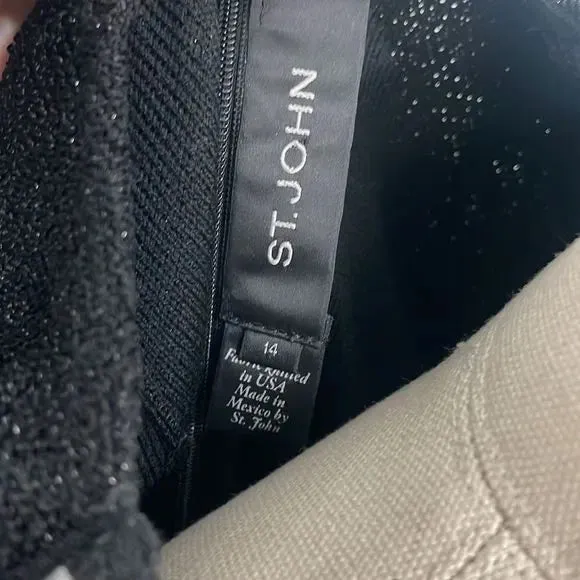 ST. JOHN
14
Fabric Knitted
in USA
Made in
Mexico by
St. John